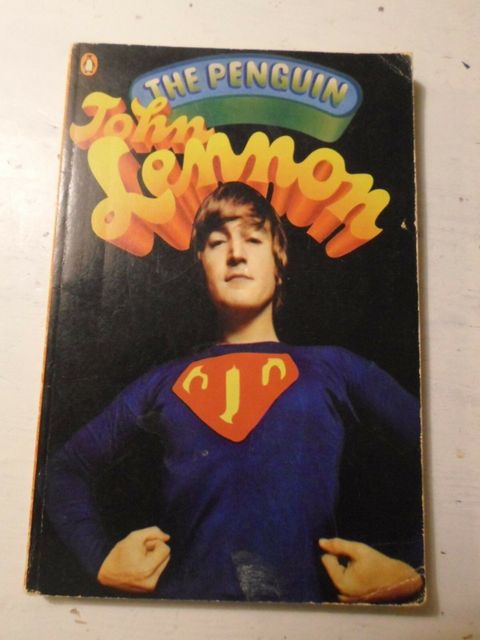 THE PENGUIN
John
Lennon
J